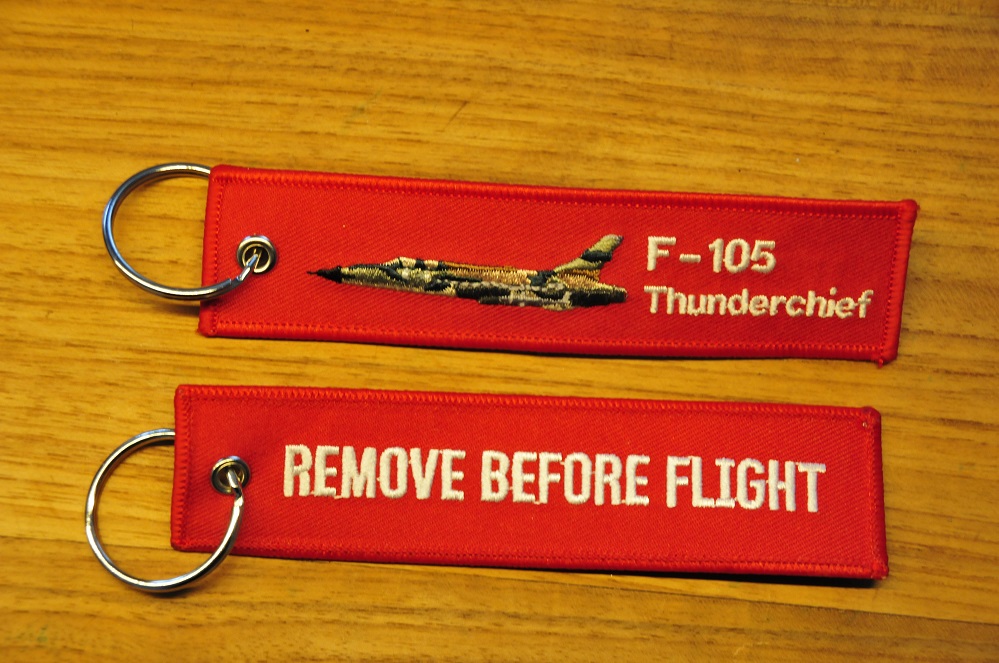 F-105
Thunderchief
REMOVE BEFORE FLIGHT